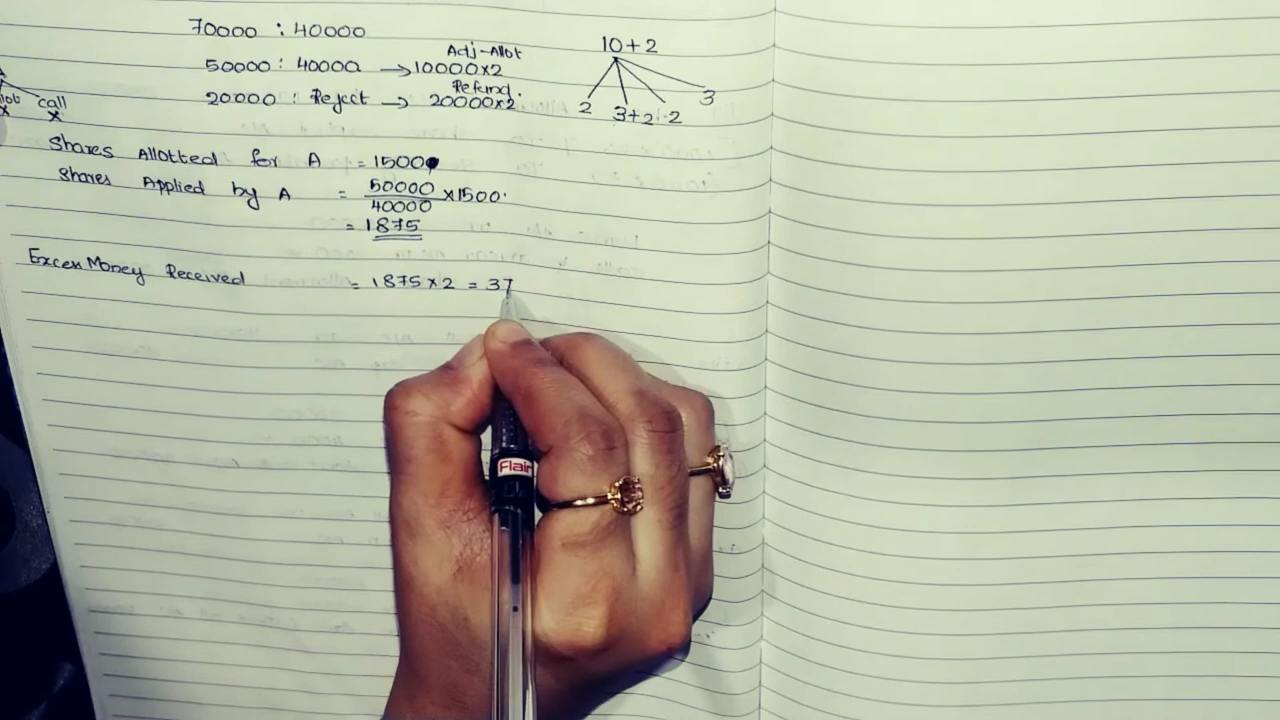 70000 : 40000
Adj-Allot
50000 : 40000 → 10000×2
Refund.
20000 : Reject → 20000×2
10+2
2 3+2 2 3
call
x x
Shares Allotted for A = 1500
Shares Applied by A = 50000/40000 ×1500.
= 1875
Excess Money Received = 1875×2 = 37
Flair